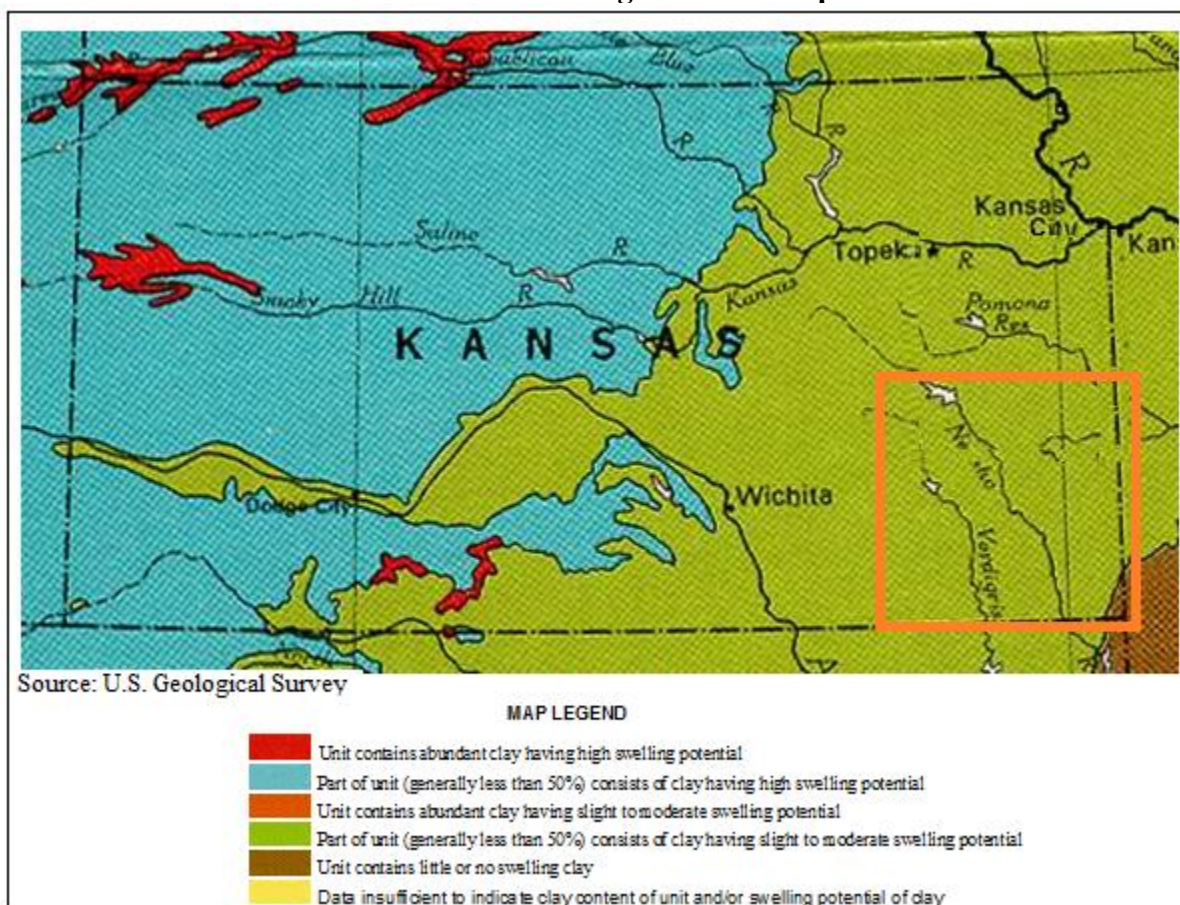 Republican
Blue
R
R
R
Kansas
City
Kan
Saline
R
Topeka
R
Smoky Hill R
Kansas
Pomona
Res
KANSAS
Neosho
Dodge City
Wichita
Verdigris
North
Source: U.S. Geological Survey
MAP LEGEND
Unit contains abundant clay having high swelling potential
Part of unit (generally less than 50%) consists of clay having high swelling potential
Unit contains abundant clay having slight to moderate swelling potential
Part of unit (generally less than 50%) consists of clay having slight to moderate swelling potential
Unit contains little or no swelling clay
Data insufficient to indicate clay content of unit and/or swelling potential of clay